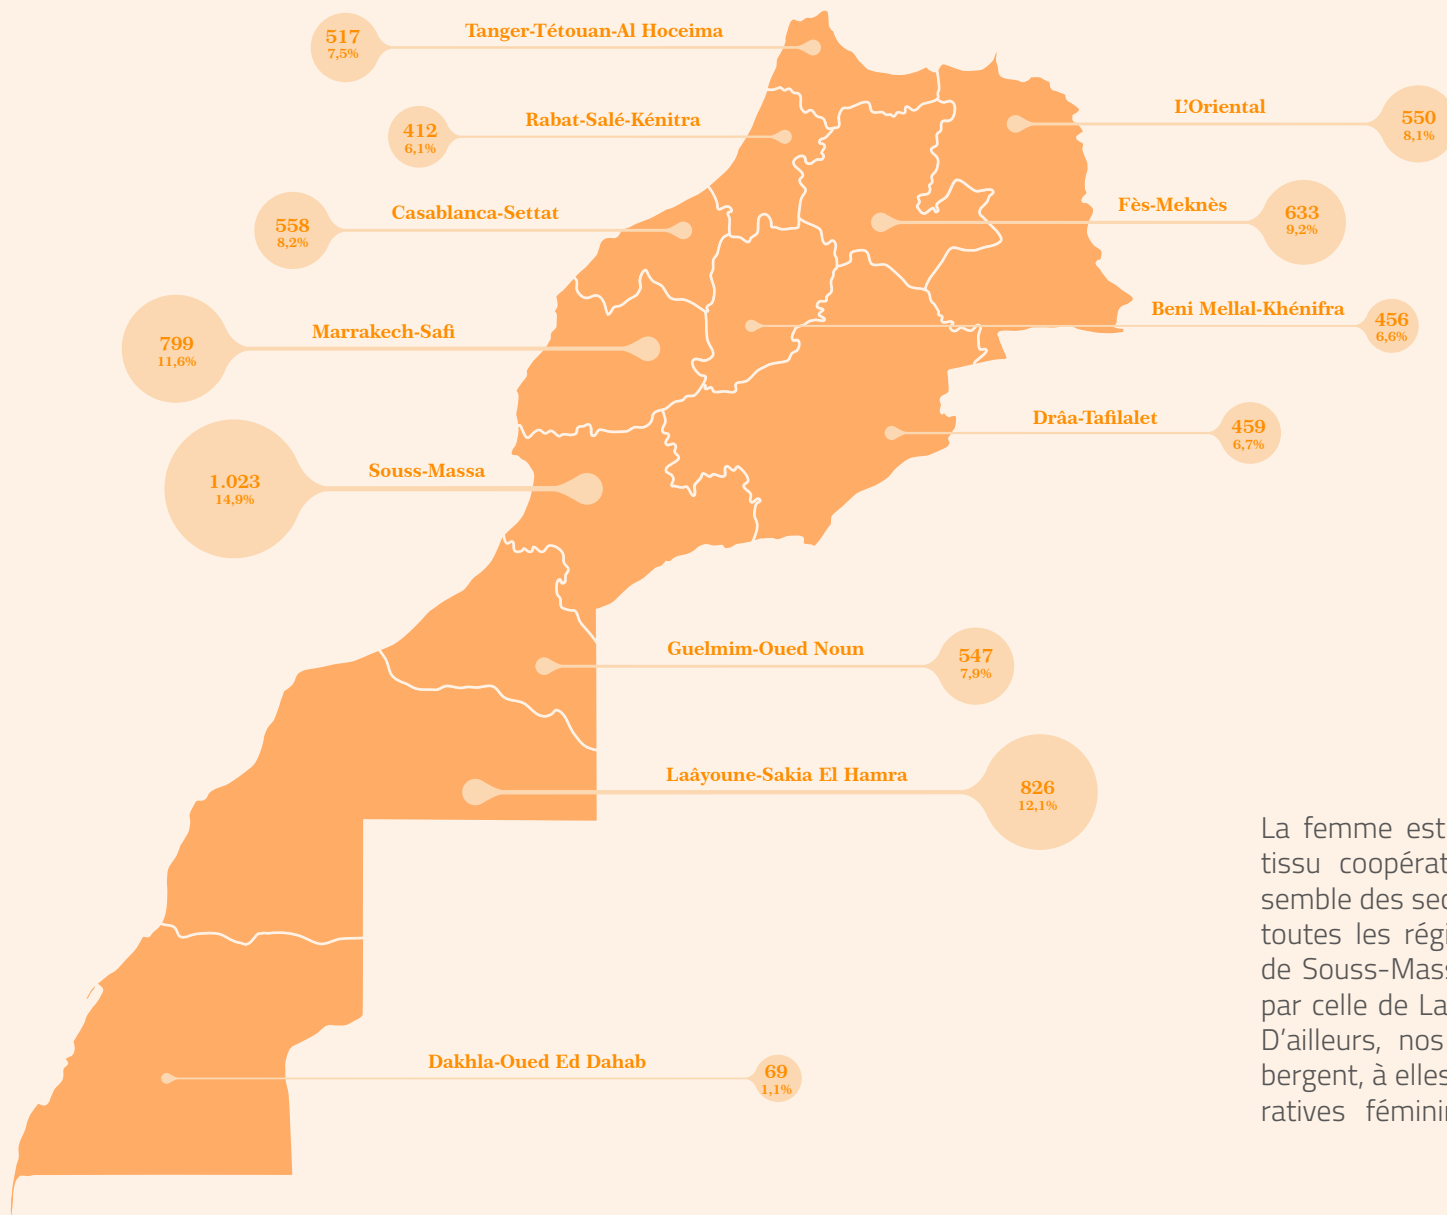 517
7,5%
Tanger-Tétouan-Al Hoceima
L'Oriental
550
8,1%
412
6,1%
Rabat-Salé-Kénitra
Fès-Meknès
633
9,2%
558
8,2%
Casablanca-Settat
Beni Mellal-Khénifra
456
6,6%
799
11,6%
Marrakech-Safi
Drâa-Tafilalet
459
6,7%
1.023
14,9%
Souss-Massa
Guelmim-Oued Noun
547
7,9%
Laâyoune-Sakia El Hamra
826
12,1%
La femme est
tissu coopérat
semble des sec
toutes les régi
de Souss-Mass
par celle de La
D'ailleurs, nos
bergent, à elles
ratives fémini
Dakhla-Oued Ed Dahab
69
1,1%